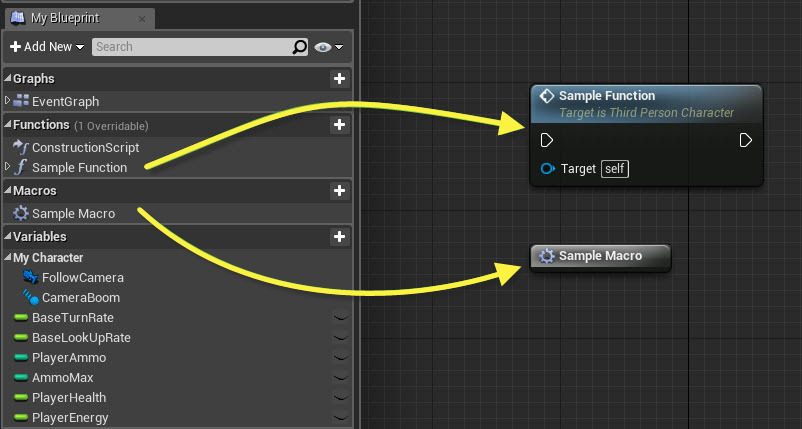 My Blueprint
Add New
Search
Graphs
EventGraph
Functions (1 Overridable)
ConstructionScript
Sample Function
Macros
Sample Macro
Variables
My Character
FollowCamera
CameraBoom
BaseTurnRate
BaseLookUpRate
PlayerAmmo
AmmoMax
PlayerHealth
PlayerEnergy
Sample Function
Target is Third Person Character
Target self
Sample Macro